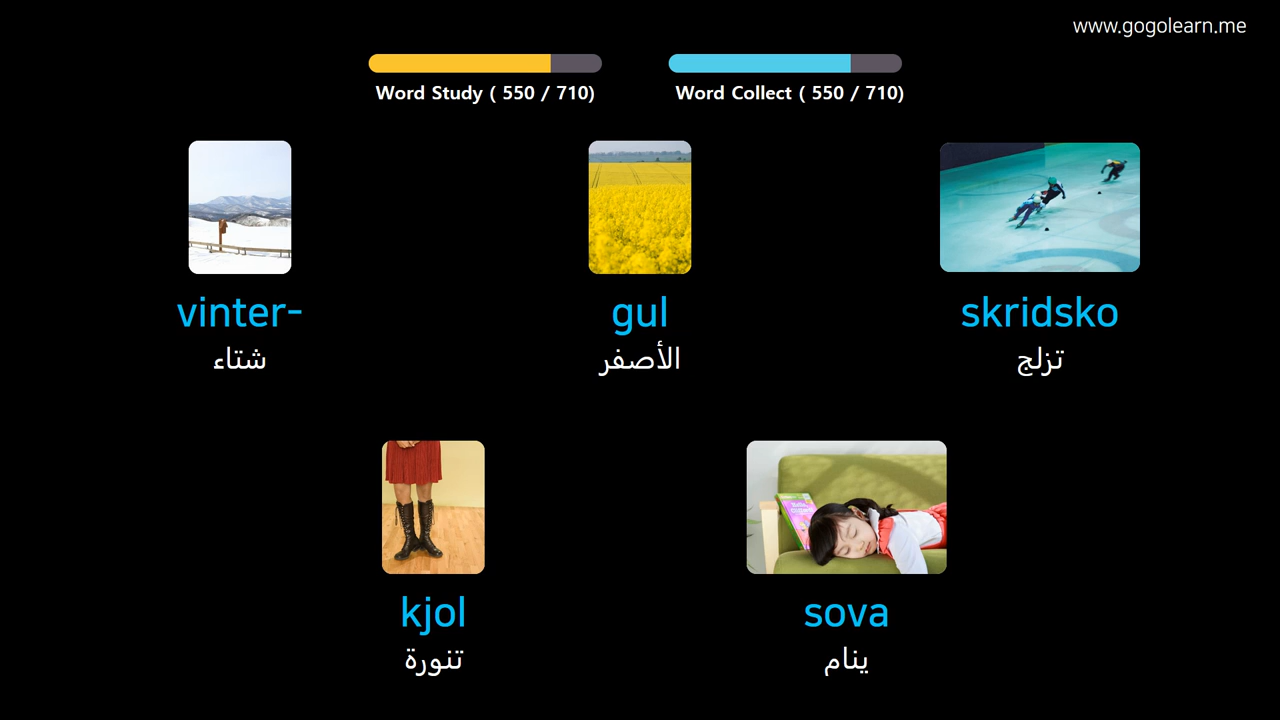 www.gogolearn.me
Word Study ( 550 / 710)
Word Collect ( 550 / 710)
vinter-
شتاء
gul
الأصفر
skridsko
تزلج
kjol
تنورة
sova
ينام